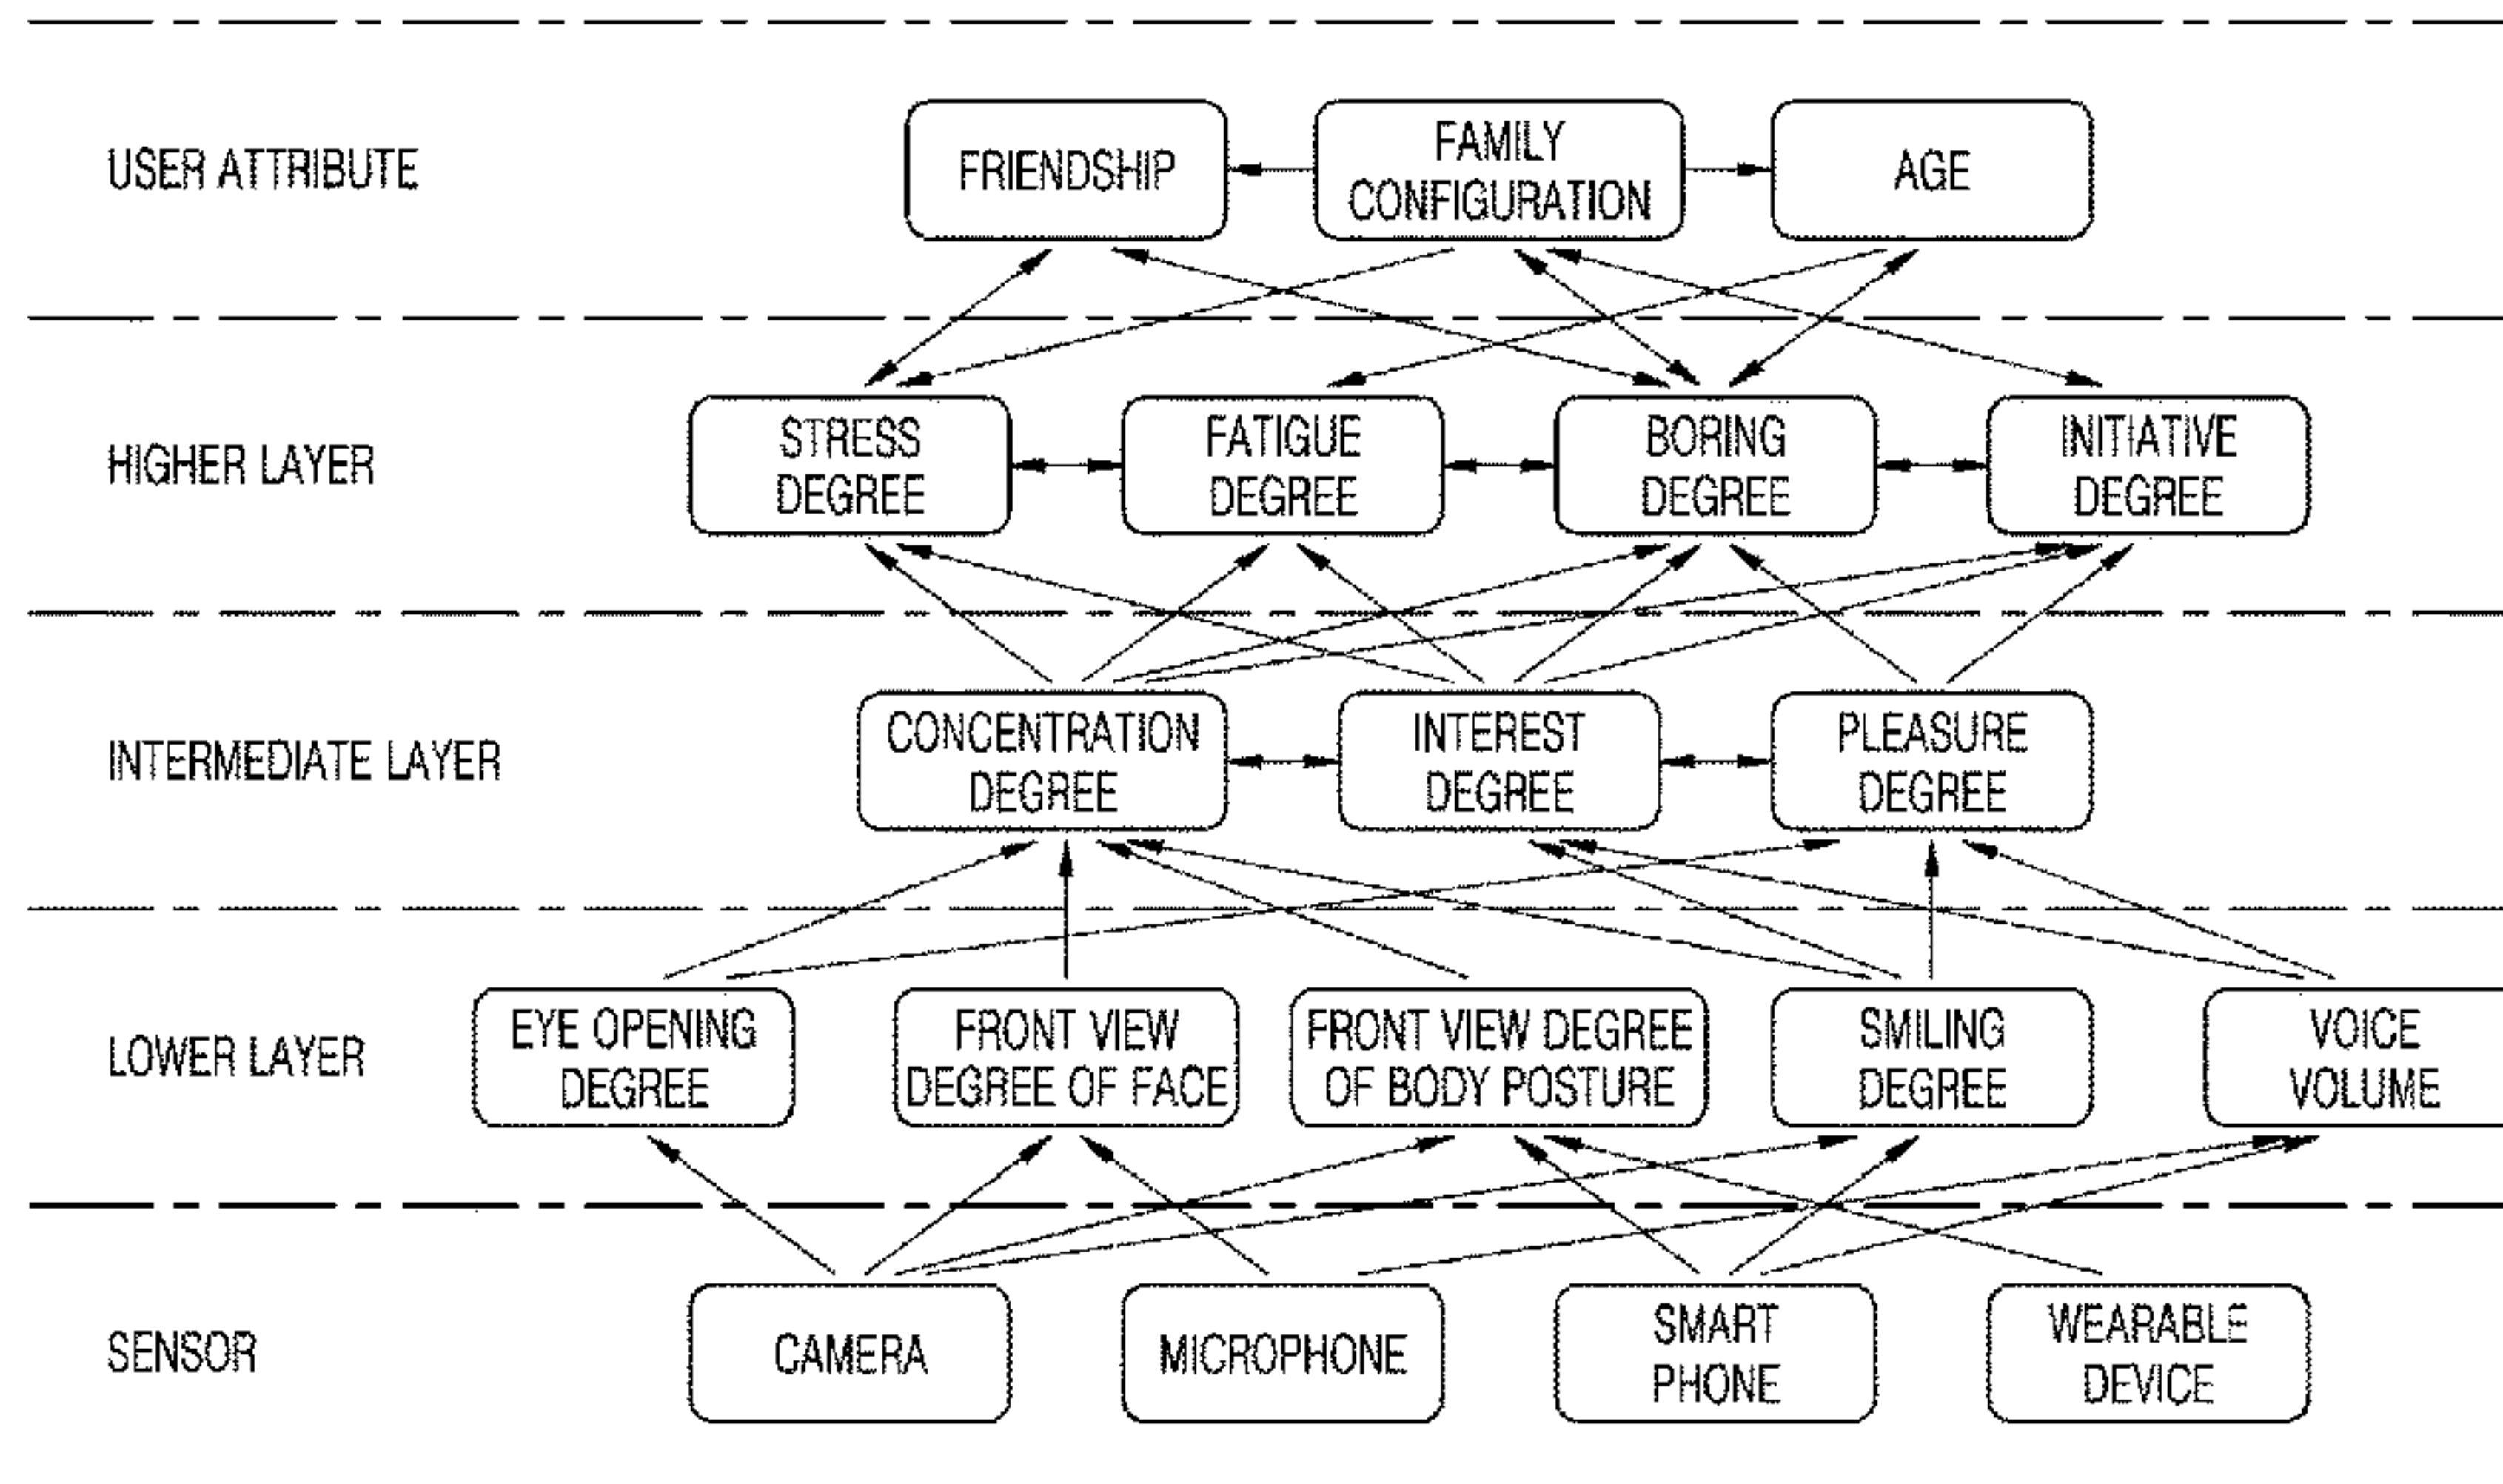 USER ATTRIBUTE
FRIENDSHIP
FAMILY
CONFIGURATION
AGE
HIGHER LAYER
STRESS
DEGREE
FATIGUE
DEGREE
BORING
DEGREE
INITIATIVE
DEGREE
INTERMEDIATE LAYER
CONCENTRATION
DEGREE
INTEREST
DEGREE
PLEASURE
DEGREE
LOWER LAYER
EYE OPENING
DEGREE
FRONT VIEW
DEGREE OF FACE
FRONT VIEW DEGREE
OF BODY POSTURE
SMILING
DEGREE
VOICE
VOLUME
SENSOR
CAMERA
MICROPHONE
SMART
PHONE
WEARABLE
DEVICE